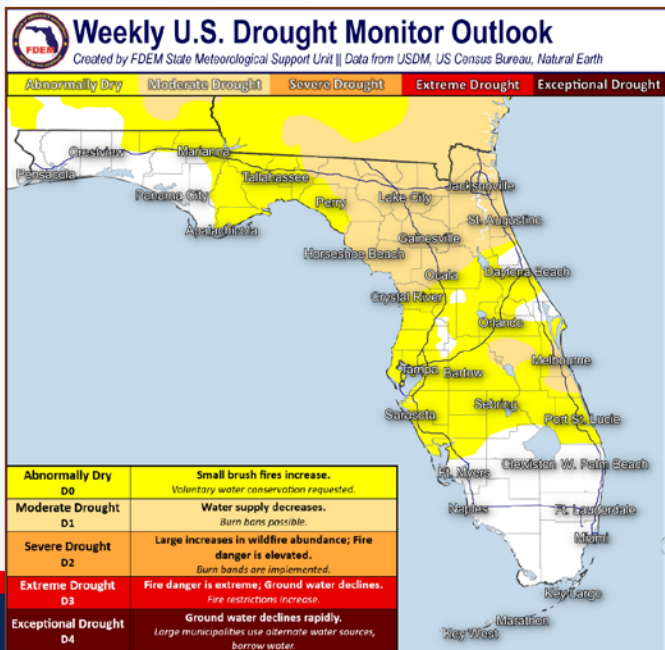 FDEM
Weekly U.S. Drought Monitor Outlook
Created by FDEM State Meteorological Support Unit || Data from USDM, US Census Bureau, Natural Earth
Abnormally Dry Moderate Drought Severe Drought Extreme Drought Exceptional Drought
Crestview
Marianna
Pensacola
Tallahassee
Jacksonville
Panama City
Perry
Lake City
Apalachicola
St. Augustine
Gainesville
Horseshoe Beach
Ocala
Daytona Beach
Crystal River
Orlando
Melbourne
Tampa
Bartow
Sebring
Sarasota
Port St. Lucie
Ft. Myers
Clewiston
W. Palm Beach
Naples
Ft. Lauderdale
Miami
Key Largo
Marathon
Key West
Abnormally Dry
D0
Small brush fires increase.
Voluntary water conservation requested.
Moderate Drought
D1
Water supply decreases.
Burn bans possible.
Severe Drought
D2
Large increases in wildfire abundance; Fire
danger is elevated.
Burn bands are implemented.
Extreme Drought
D3
Fire danger is extreme; Ground water declines.
Fire restrictions increase.
Exceptional Drought
D4
Ground water declines rapidly.
Large municipalities use alternate water sources,
borrow water.